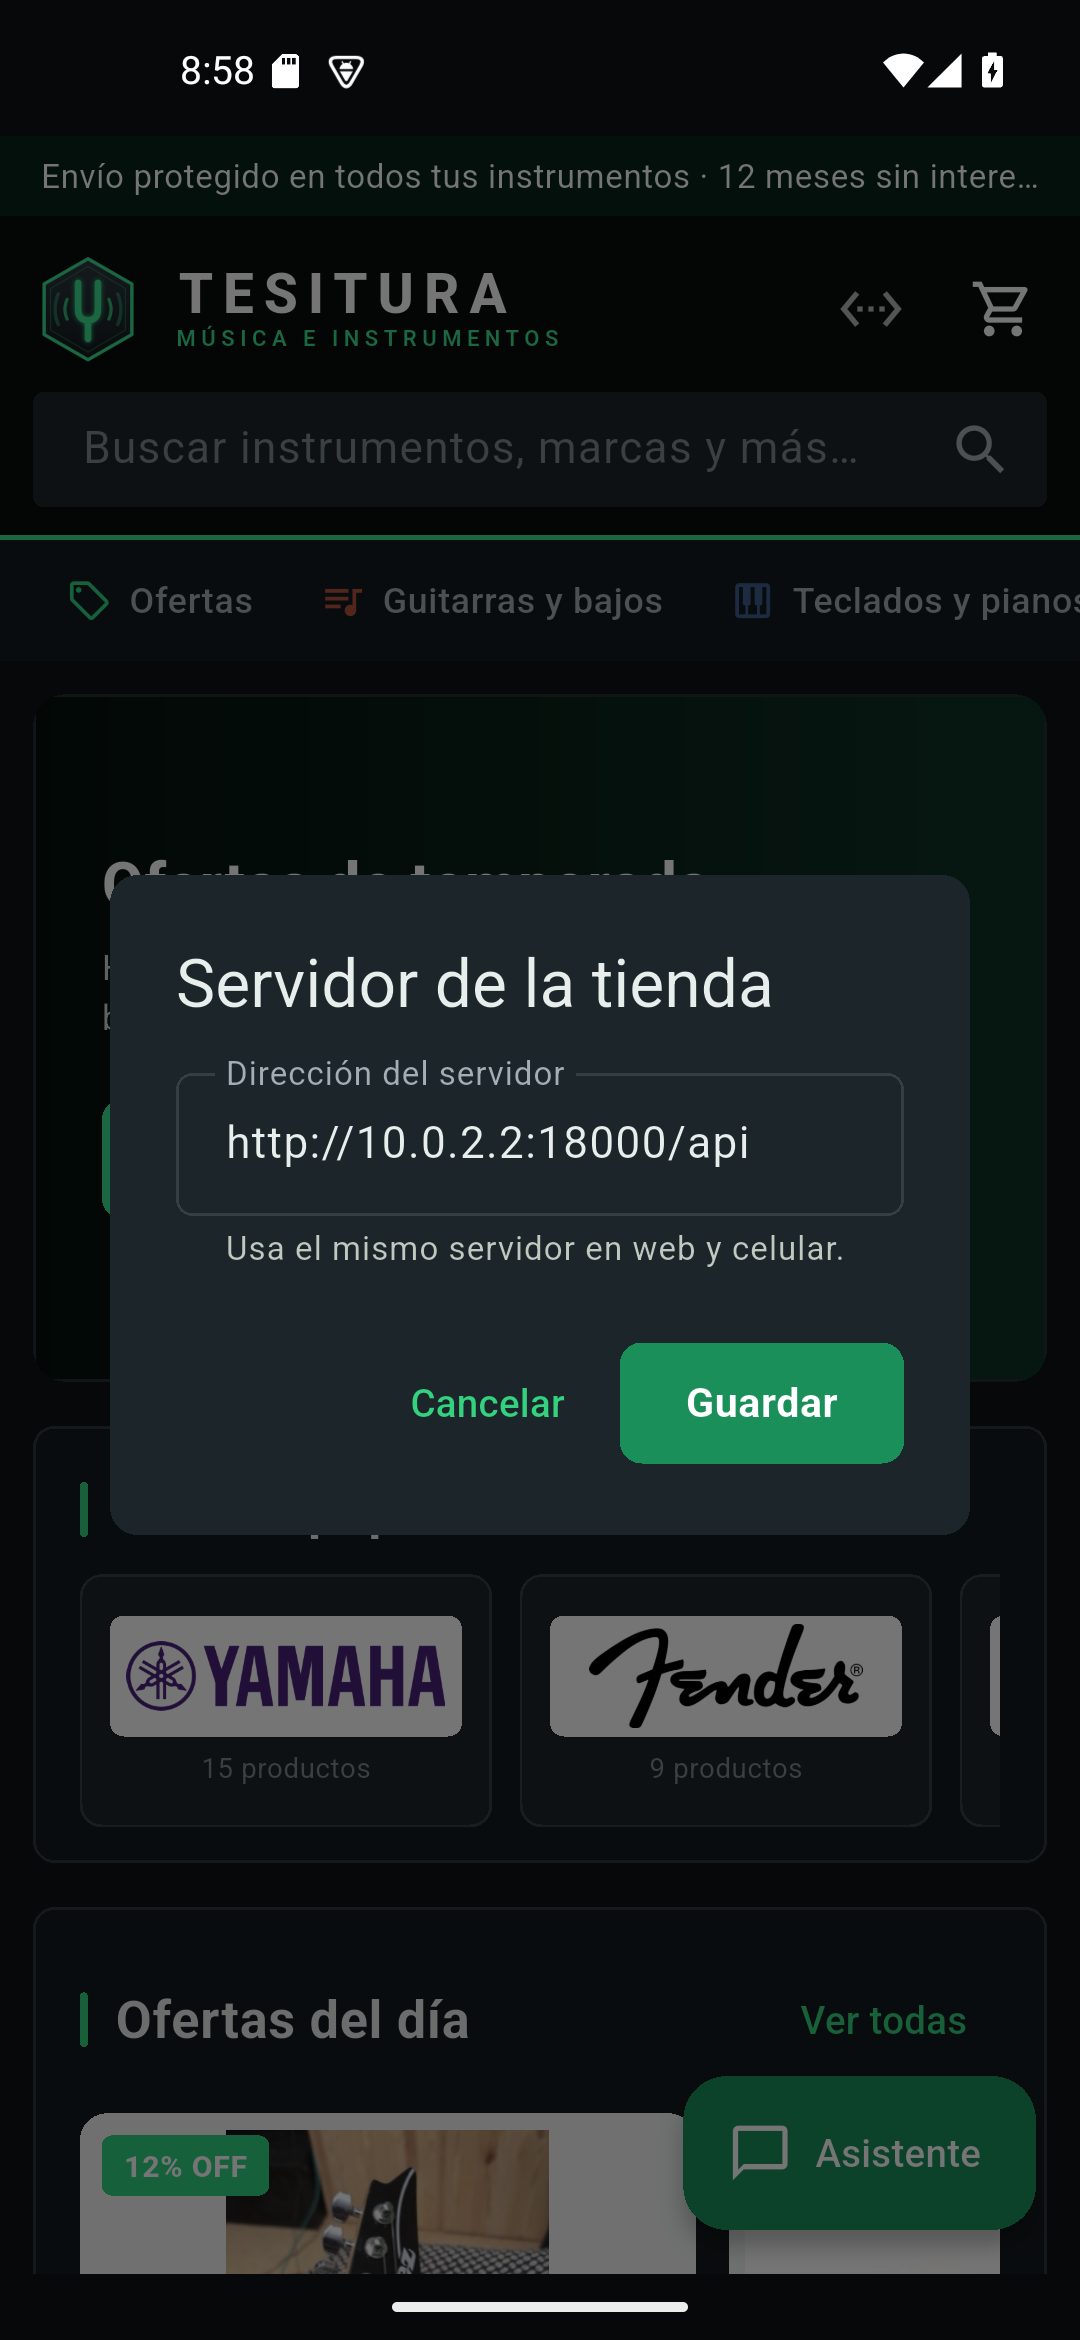 8:58
Envío protegido en todos tus instrumentos · 12 meses sin intere…
TESITURA
MÚSICA E INSTRUMENTOS
Buscar instrumentos, marcas y más…
Ofertas
Guitarras y bajos
Teclados y pianos
Ofertas de temporada
Servidor de la tienda
Dirección del servidor
http://10.0.2.2:18000/api
Usa el mismo servidor en web y celular.
Cancelar
Guardar
YAMAHA
Fender®
15 productos
9 productos
Ofertas del día
Ver todas
12% OFF
Asistente